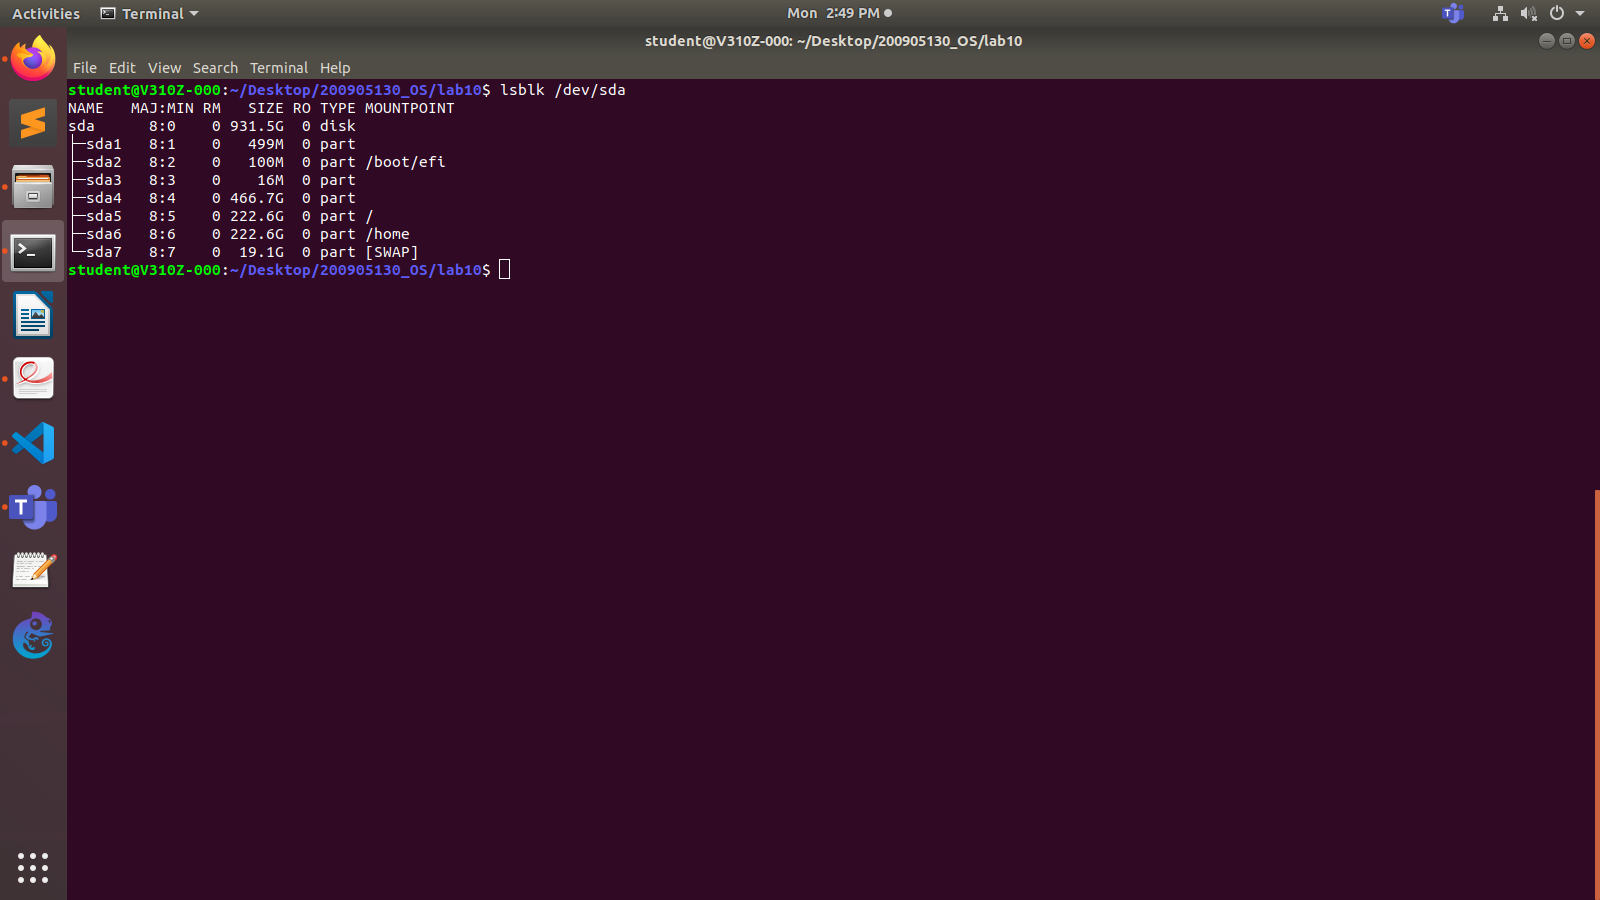 Activities Terminal Mon 2:49 PM
student@V310Z-000: ~/Desktop/200905130_OS/lab10
File Edit View Search Terminal Help
student@V310Z-000:~/Desktop/200905130_OS/lab10$ lsblk /dev/sda
NAME   MAJ:MIN RM   SIZE RO TYPE MOUNTPOINT
sda      8:0    0 931.5G  0 disk
├─sda1   8:1    0   499M  0 part
├─sda2   8:2    0   100M  0 part /boot/efi
├─sda3   8:3    0    16M  0 part
├─sda4   8:4    0 466.7G  0 part
├─sda5   8:5    0 222.6G  0 part /
├─sda6   8:6    0 222.6G  0 part /home
└─sda7   8:7    0  19.1G  0 part [SWAP]
student@V310Z-000:~/Desktop/200905130_OS/lab10$